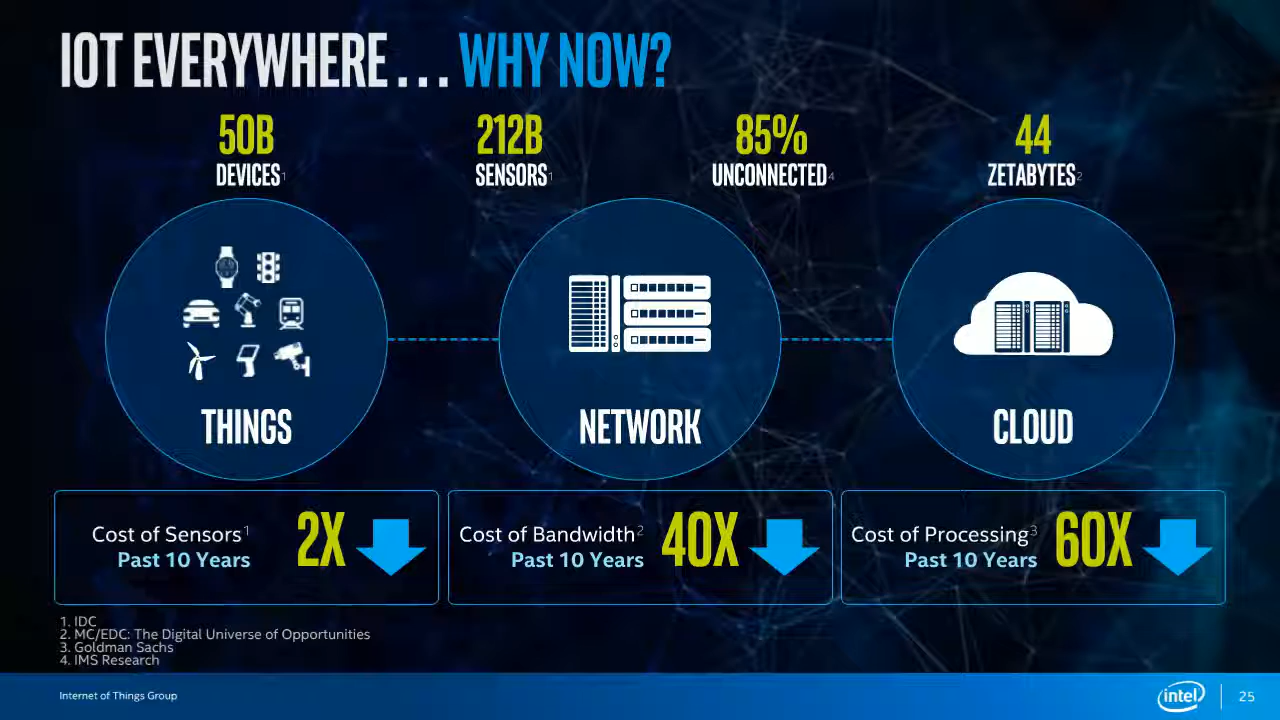 IOT EVERYWHERE... WHY NOW?
50B
DEVICES1
212B
SENSORS1
85%
UNCONNECTED4
44
ZETABYTES2
THINGS
NETWORK
CLOUD
Cost of Sensors1
Past 10 Years
2X
Cost of Bandwidth2
Past 10 Years
40X
Cost of Processing3
Past 10 Years
60X
1. IDC
2. MC/EDC: The Digital Universe of Opportunities
3. Goldman Sachs
4. IMS Research
Internet of Things Group
intel
25